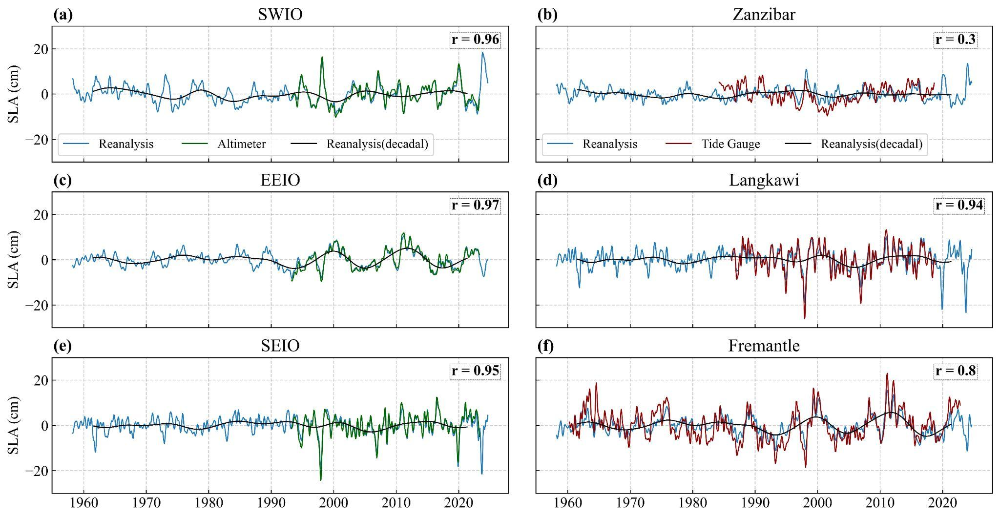 (a) SWIO
(b) Zanzibar
SLA (cm)
20
0
−20
r = 0.96
r = 0.3
Reanalysis Altimeter Reanalysis(decadal)
Reanalysis Tide Gauge Reanalysis(decadal)
(c) EEIO
(d) Langkawi
SLA (cm)
20
0
−20
r = 0.97
r = 0.94
(e) SEIO
(f) Fremantle
SLA (cm)
20
0
−20
r = 0.95
r = 0.8
1960 1970 1980 1990 2000 2010 2020
1960 1970 1980 1990 2000 2010 2020